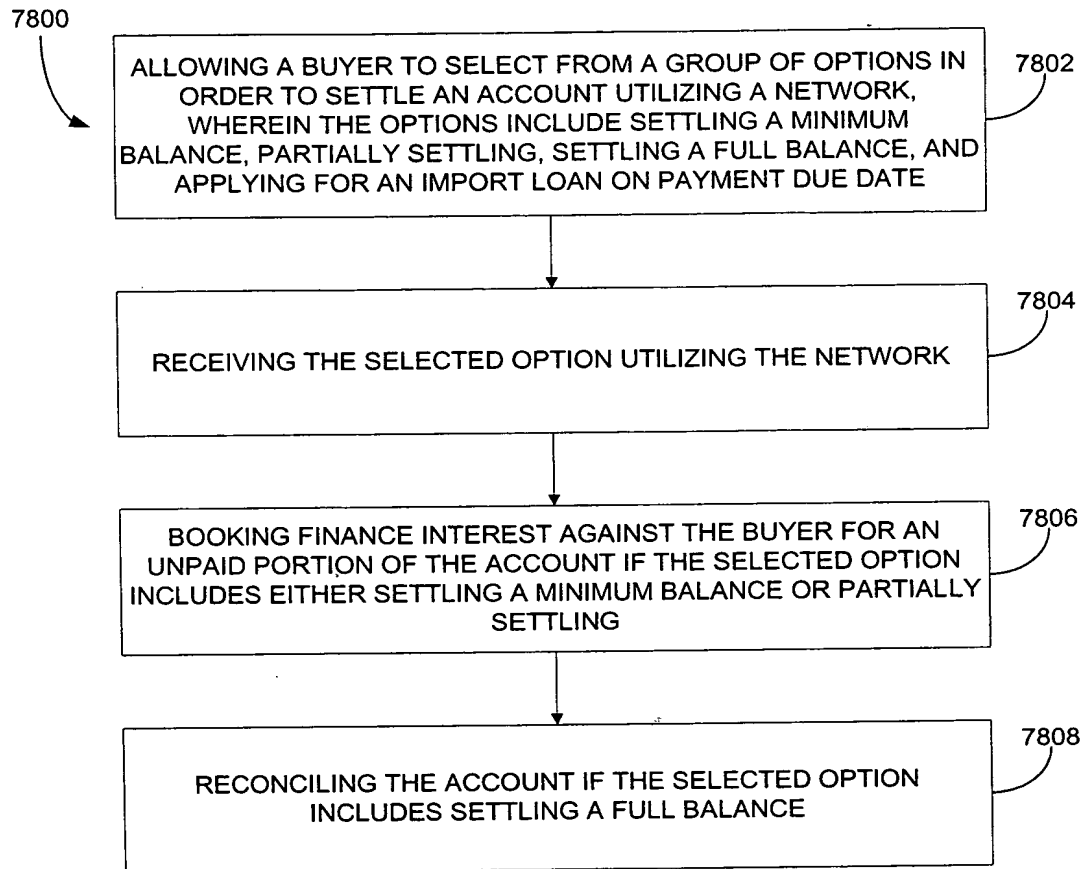 7800
ALLOWING A BUYER TO SELECT FROM A GROUP OF OPTIONS IN
ORDER TO SETTLE AN ACCOUNT UTILIZING A NETWORK,
WHEREIN THE OPTIONS INCLUDE SETTLING A MINIMUM
BALANCE, PARTIALLY SETTLING, SETTLING A FULL BALANCE, AND
APPLYING FOR AN IMPORT LOAN ON PAYMENT DUE DATE
7802
RECEIVING THE SELECTED OPTION UTILIZING THE NETWORK
7804
BOOKING FINANCE INTEREST AGAINST THE BUYER FOR AN
UNPAID PORTION OF THE ACCOUNT IF THE SELECTED OPTION
INCLUDES EITHER SETTLING A MINIMUM BALANCE OR PARTIALLY
SETTLING
7806
RECONCILING THE ACCOUNT IF THE SELECTED OPTION
INCLUDES SETTLING A FULL BALANCE
7808